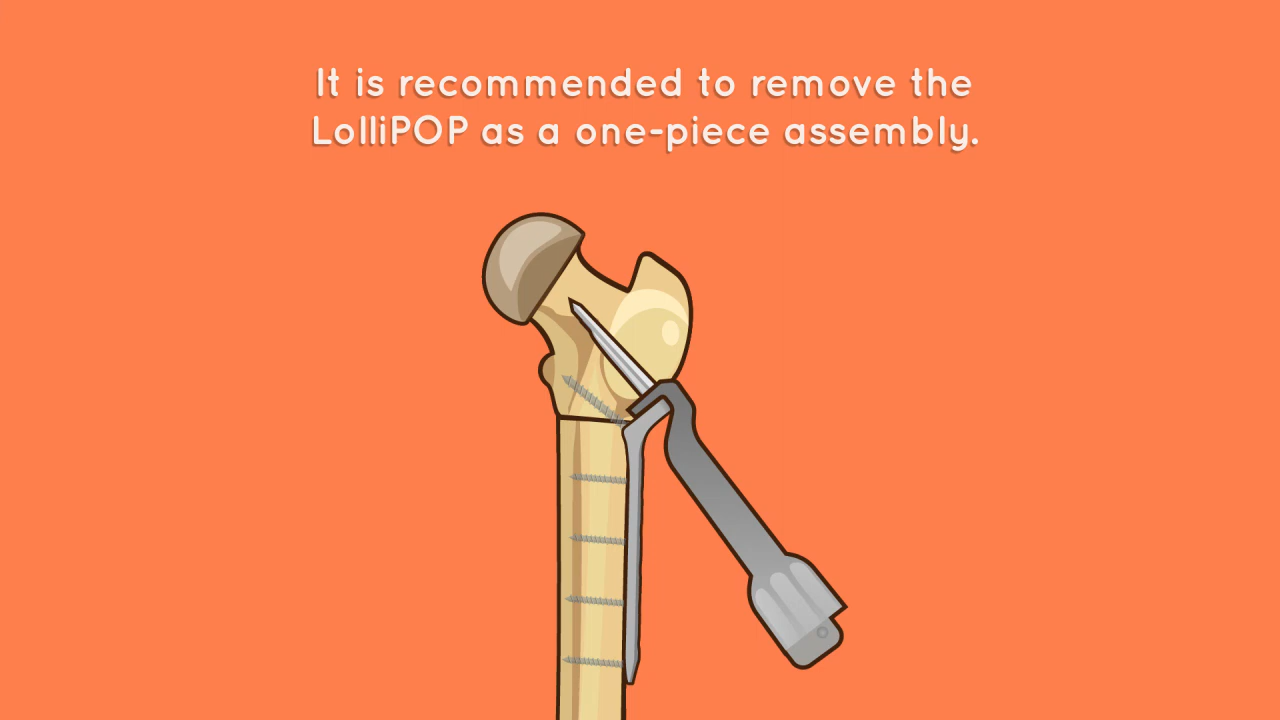 It is recommended to remove the
LolliPOP as a one-piece assembly.